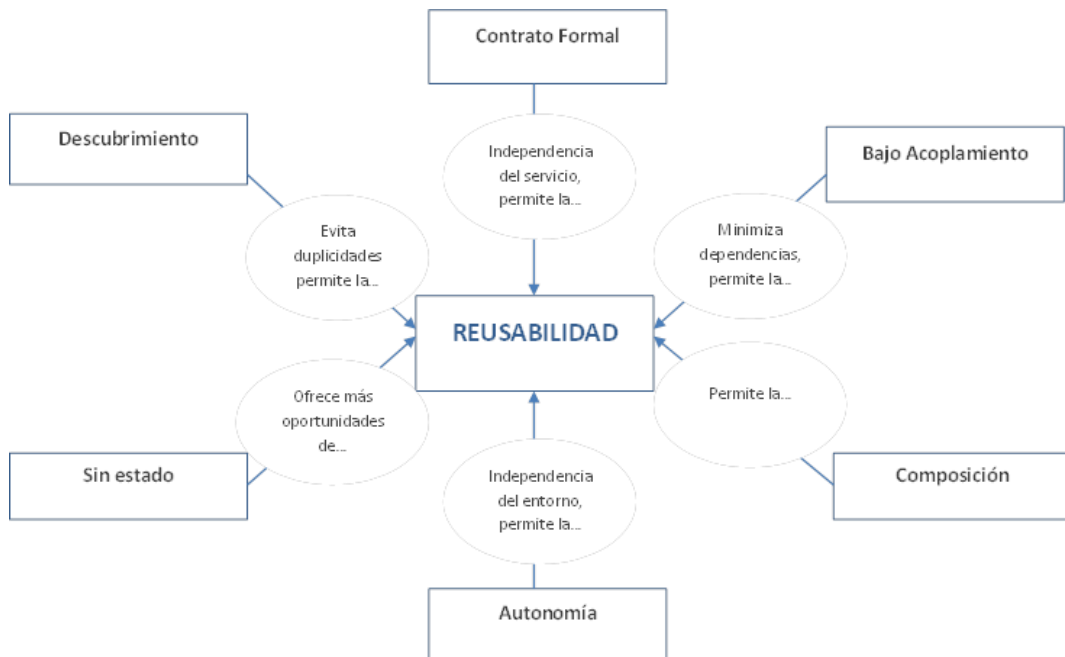 Contrato Formal
Descubrimiento
Bajo Acoplamiento
Independencia
del servicio,
permite la...
Evita
duplicidades
permite la...
Minimiza
dependencias,
permite la...
REUSABILIDAD
Ofrece más
oportunidades
de...
Permite la...
Sin estado
Independencia
del entorno,
permite la...
Composición
Autonomía